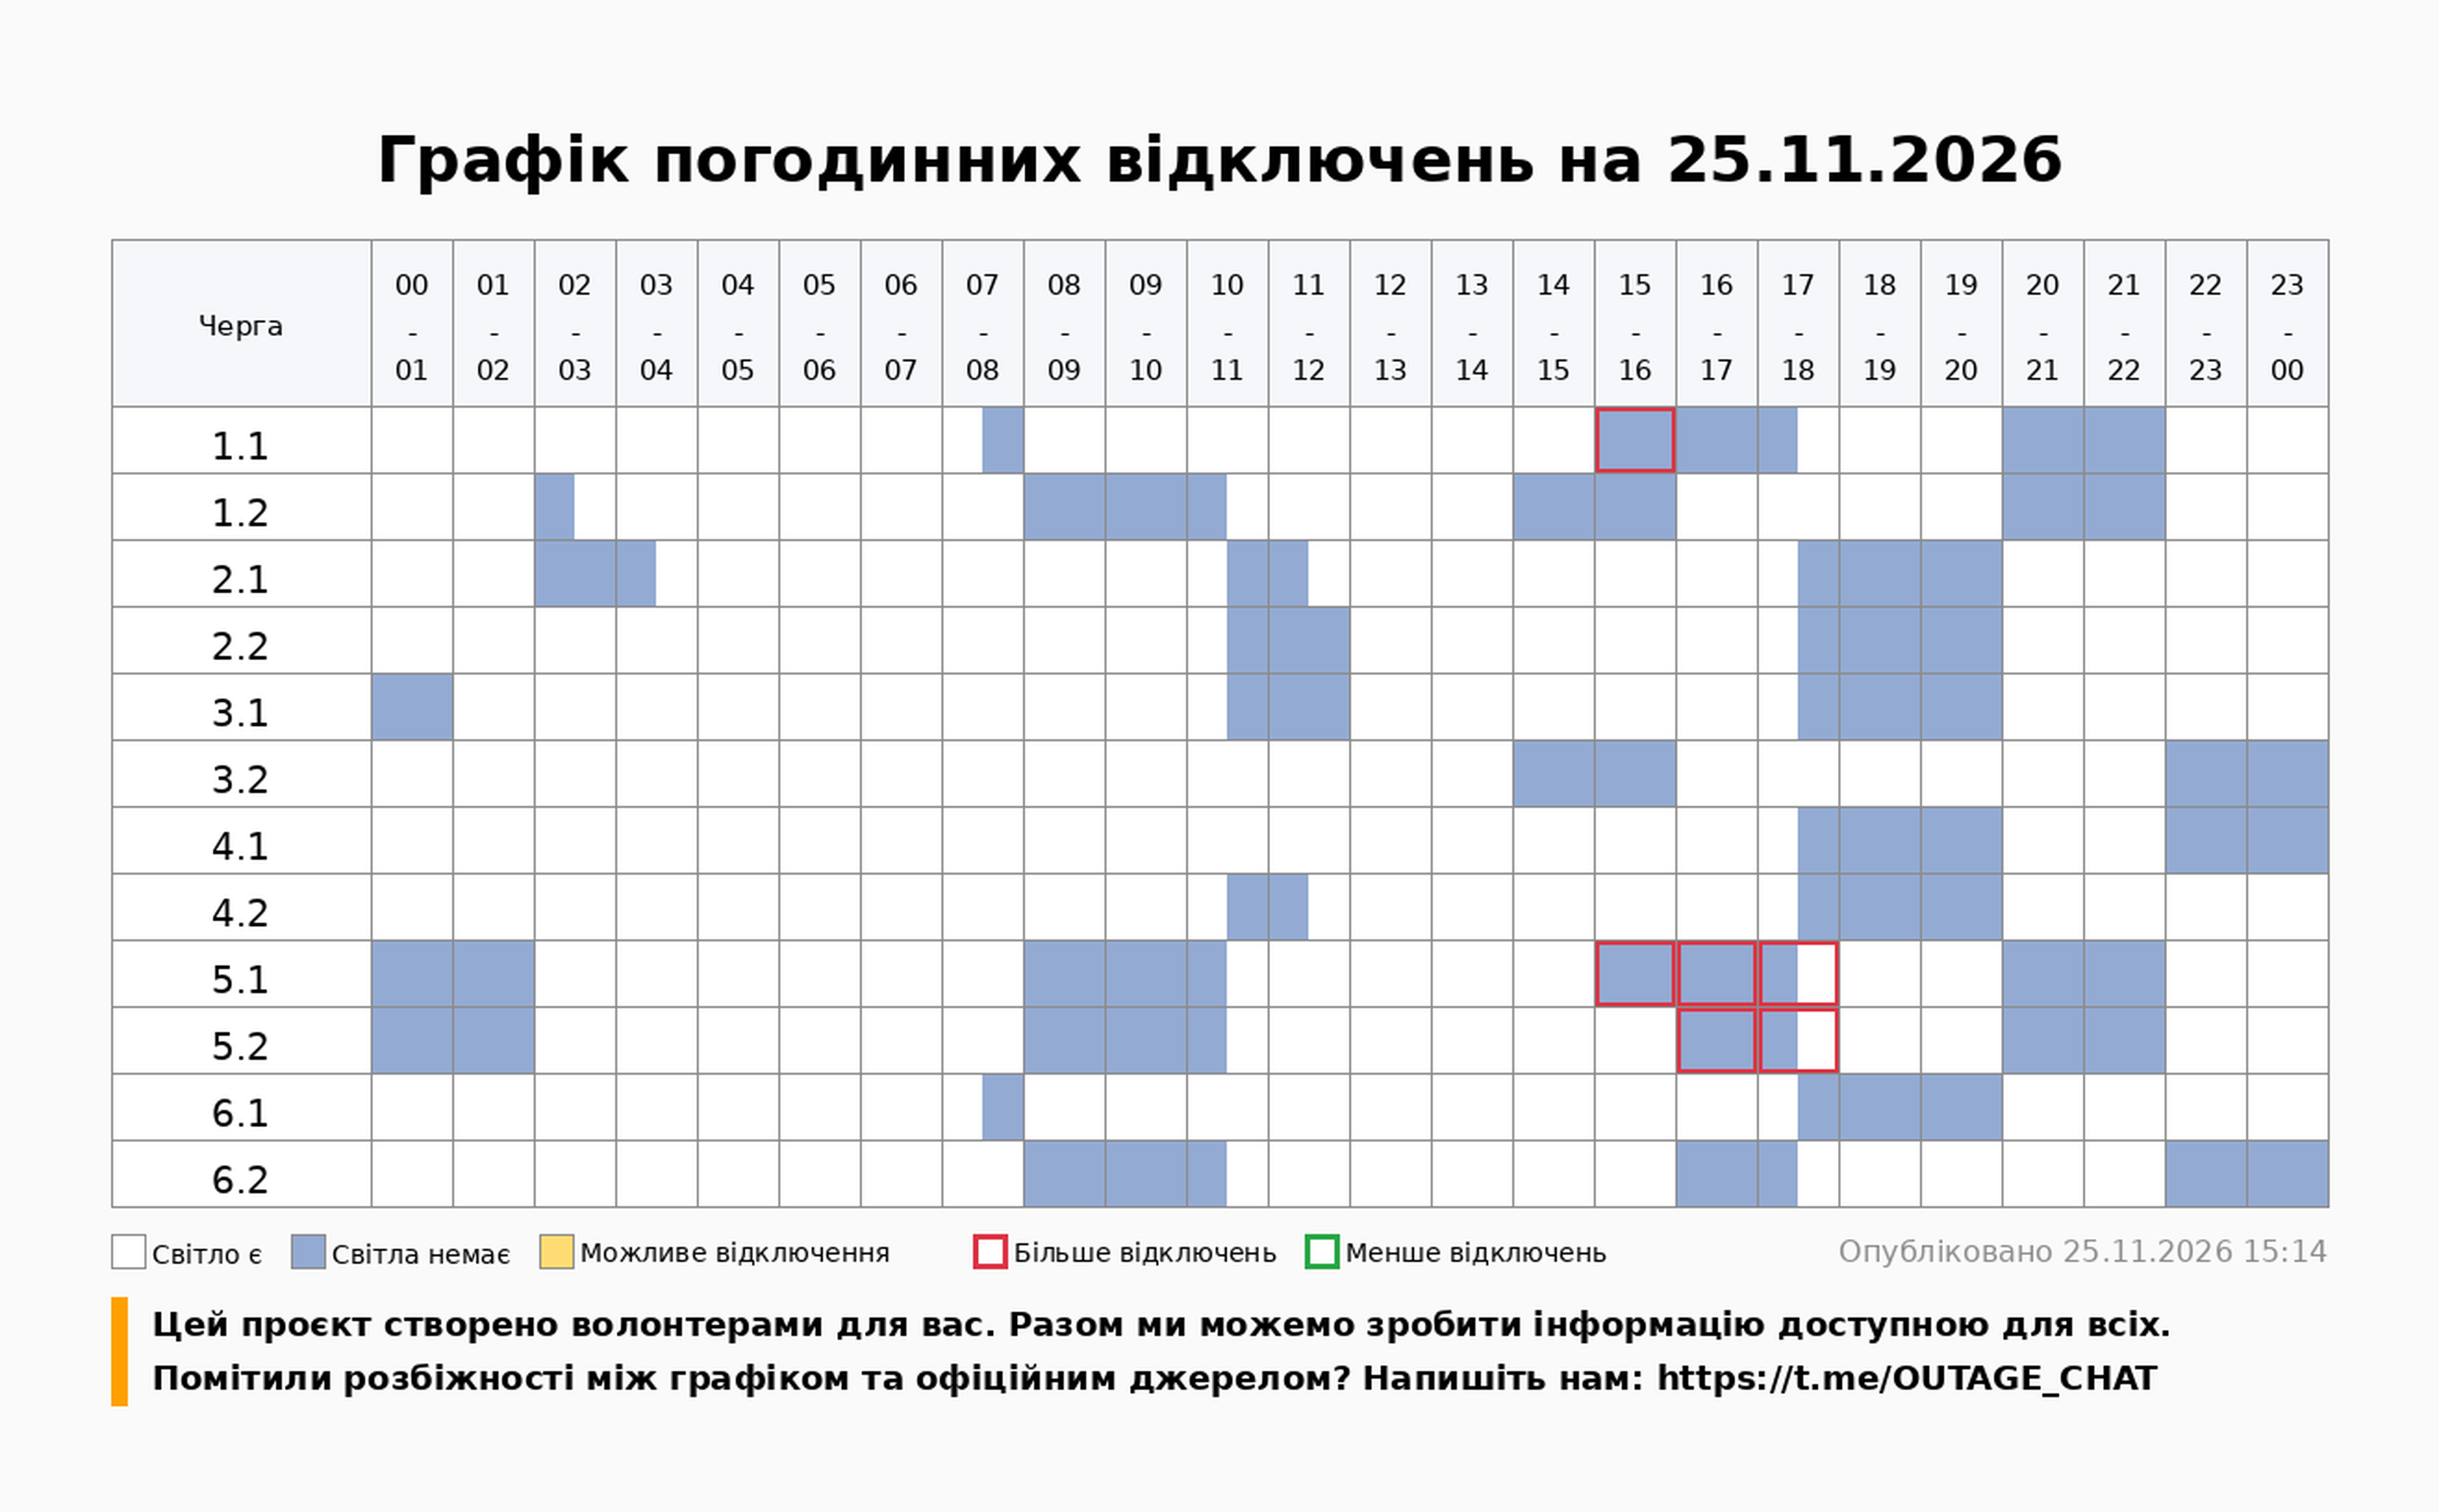 Графік погодинних відключень на 25.11.2026
Черга
00 - 01
01 - 02
02 - 03
03 - 04
04 - 05
05 - 06
06 - 07
07 - 08
08 - 09
09 - 10
10 - 11
11 - 12
12 - 13
13 - 14
14 - 15
15 - 16
16 - 17
17 - 18
18 - 19
19 - 20
20 - 21
21 - 22
22 - 23
23 - 00
1.1
1.2
2.1
2.2
3.1
3.2
4.1
4.2
5.1
5.2
6.1
6.2
Світло є
Світла немає
Можливе відключення
Більше відключень
Менше відключень
Опубліковано 25.11.2026 15:14
Цей проєкт створено волонтерами для вас. Разом ми можемо зробити інформацію доступною для всіх.
Помітили розбіжності між графіком та офіційним джерелом? Напишіть нам: https://t.me/OUTAGE_CHAT